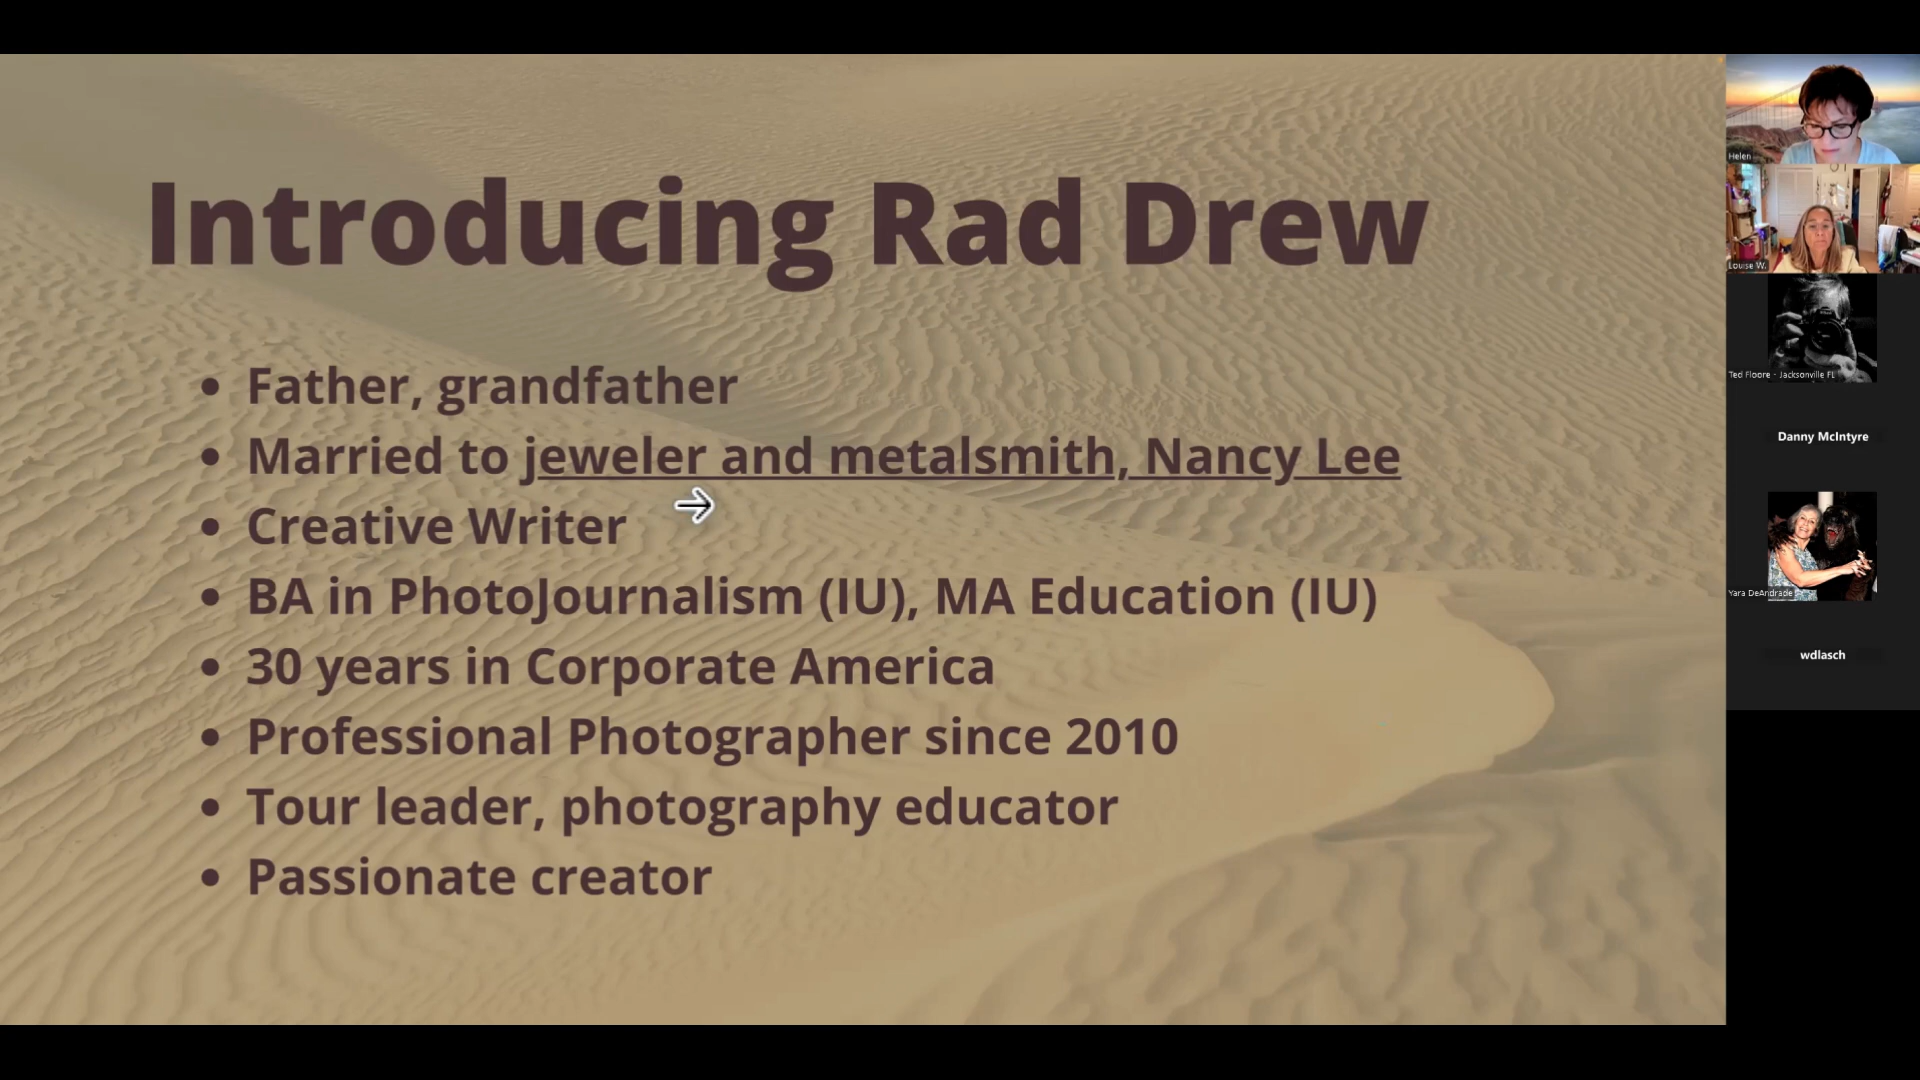 Introducing Rad Drew
Father, grandfather
Married to jeweler and metalsmith, Nancy Lee
Creative Writer
BA in PhotoJournalism (IU), MA Education (IU)
30 years in Corporate America
Professional Photographer since 2010
Tour leader, photography educator
Passionate creator
Helen
Louise W.
Ted Floore - Jacksonville FL
Danny McIntyre
Yara DeAndrade
wdlasch